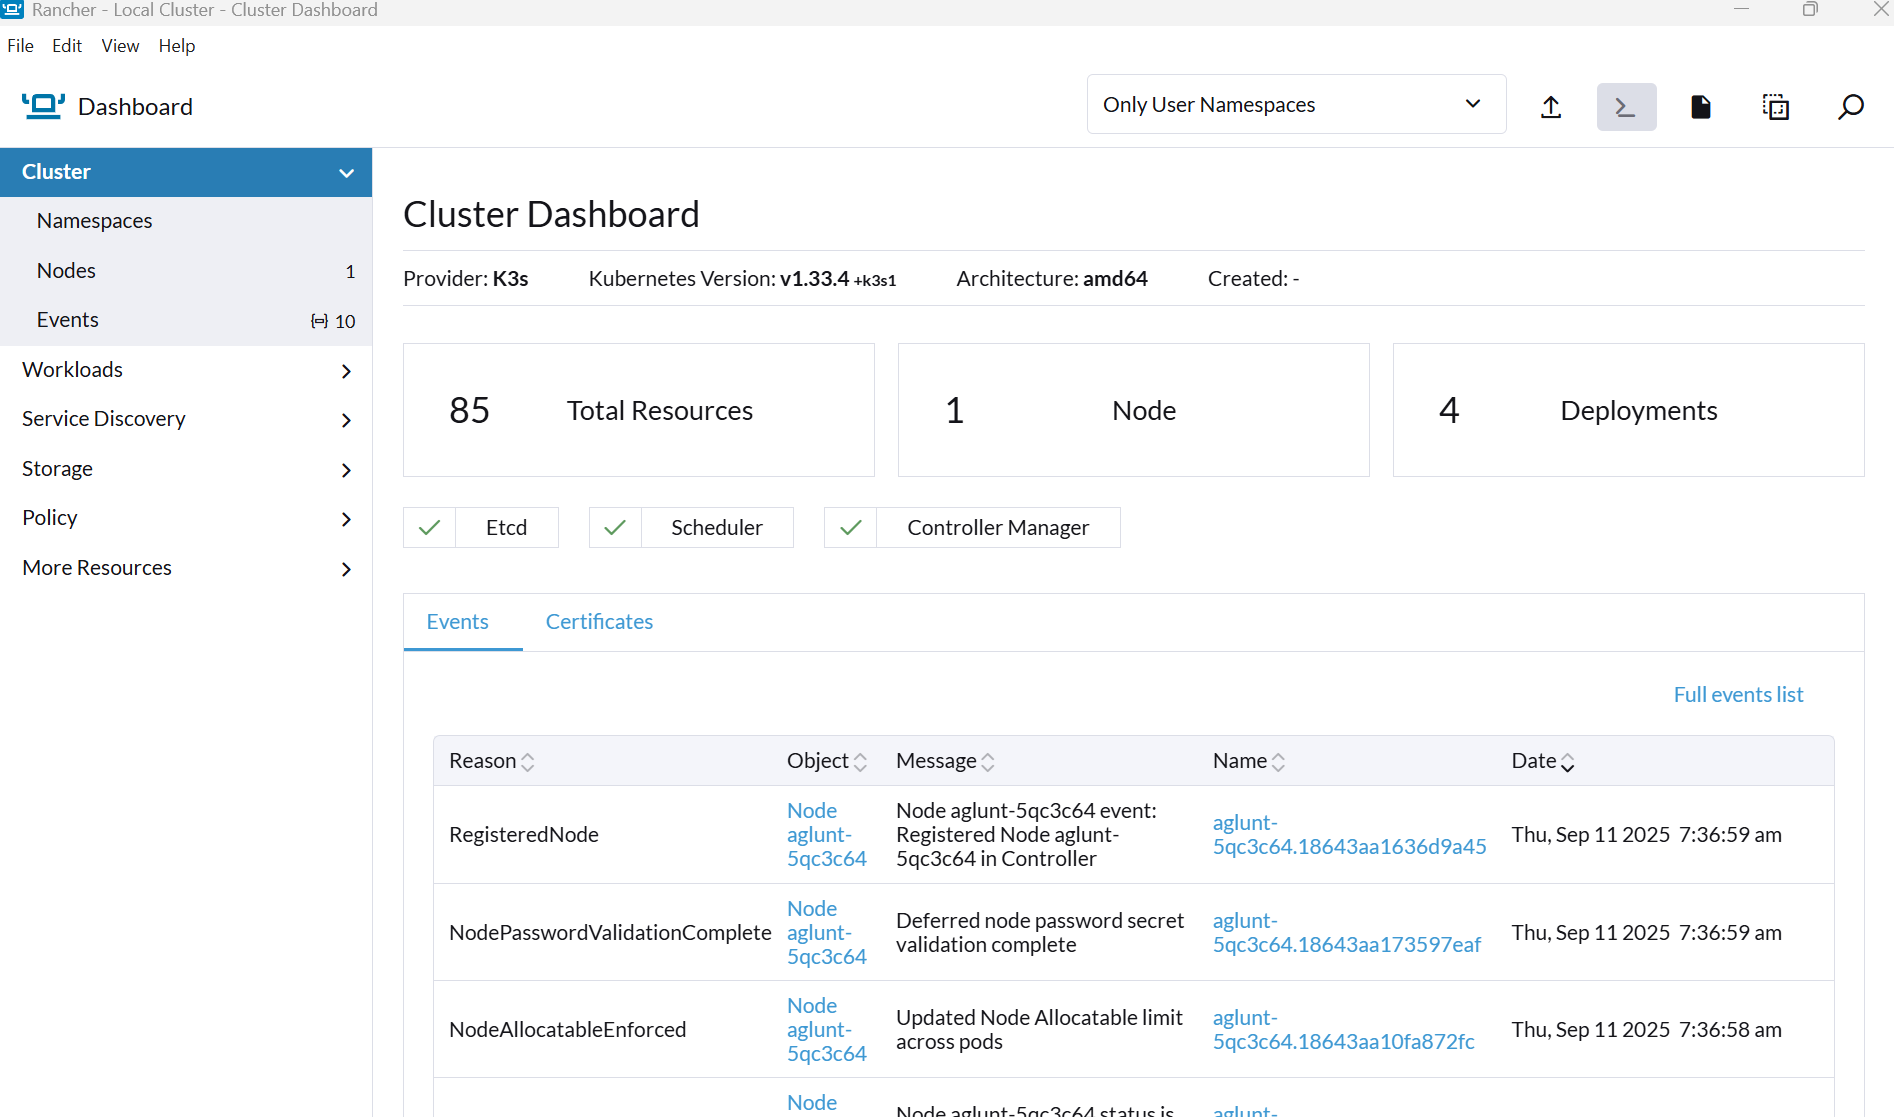 Rancher - Local Cluster - Cluster Dashboard
File Edit View Help
Dashboard
Only User Namespaces
Cluster
Namespaces
Nodes 1
Events 10
Workloads
Service Discovery
Storage
Policy
More Resources
Cluster Dashboard
Provider: K3s Kubernetes Version: v1.33.4 +k3s1 Architecture: amd64 Created: -
85 Total Resources
1 Node
4 Deployments
Etcd
Scheduler
Controller Manager
Events Certificates
Full events list
Reason Object Message Name Date
RegisteredNode
Node
aglunt-
5qc3c64
Node aglunt-5qc3c64 event:
Registered Node aglunt-
5qc3c64 in Controller
aglunt-
5qc3c64.18643aa1636d9a45
Thu, Sep 11 2025 7:36:59 am
NodePasswordValidationComplete
Node
aglunt-
5qc3c64
Deferred node password secret
validation complete
aglunt-
5qc3c64.18643aa173597eaf
Thu, Sep 11 2025 7:36:59 am
NodeAllocatableEnforced
Node
aglunt-
5qc3c64
Updated Node Allocatable limit
across pods
aglunt-
5qc3c64.18643aa10fa872fc
Thu, Sep 11 2025 7:36:58 am
Node
Node aglunt-5qc3c64 status is
aglunt-